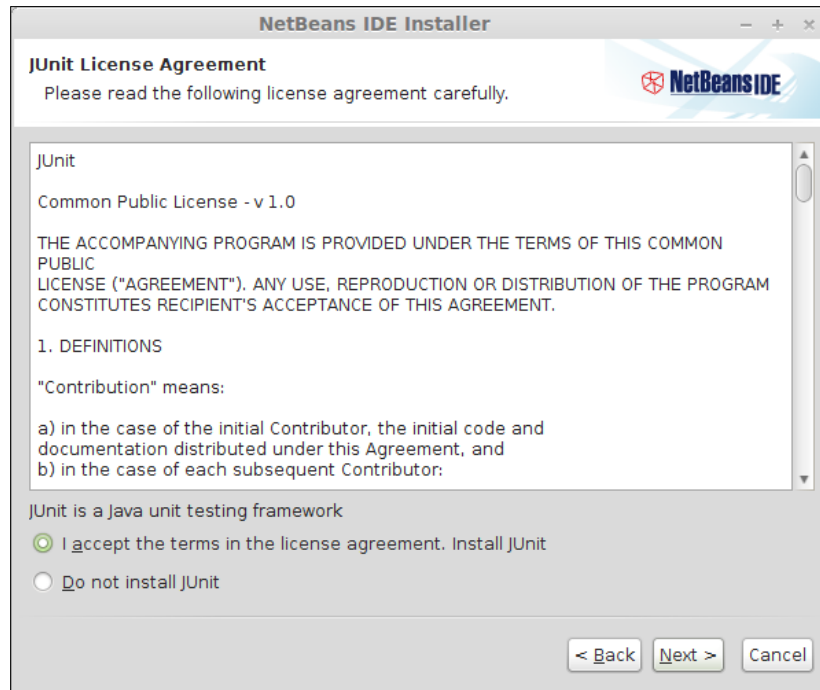 NetBeans IDE Installer
JUnit License Agreement
Please read the following license agreement carefully.
NetBeans IDE
JUnit
Common Public License - v 1.0
THE ACCOMPANYING PROGRAM IS PROVIDED UNDER THE TERMS OF THIS COMMON
PUBLIC
LICENSE ("AGREEMENT"). ANY USE, REPRODUCTION OR DISTRIBUTION OF THE PROGRAM
CONSTITUTES RECIPIENT'S ACCEPTANCE OF THIS AGREEMENT.
1. DEFINITIONS
"Contribution" means:
a) in the case of the initial Contributor, the initial code and
documentation distributed under this Agreement, and
b) in the case of each subsequent Contributor:
JUnit is a Java unit testing framework
I accept the terms in the license agreement. Install JUnit
Do not install JUnit
< Back Next > Cancel